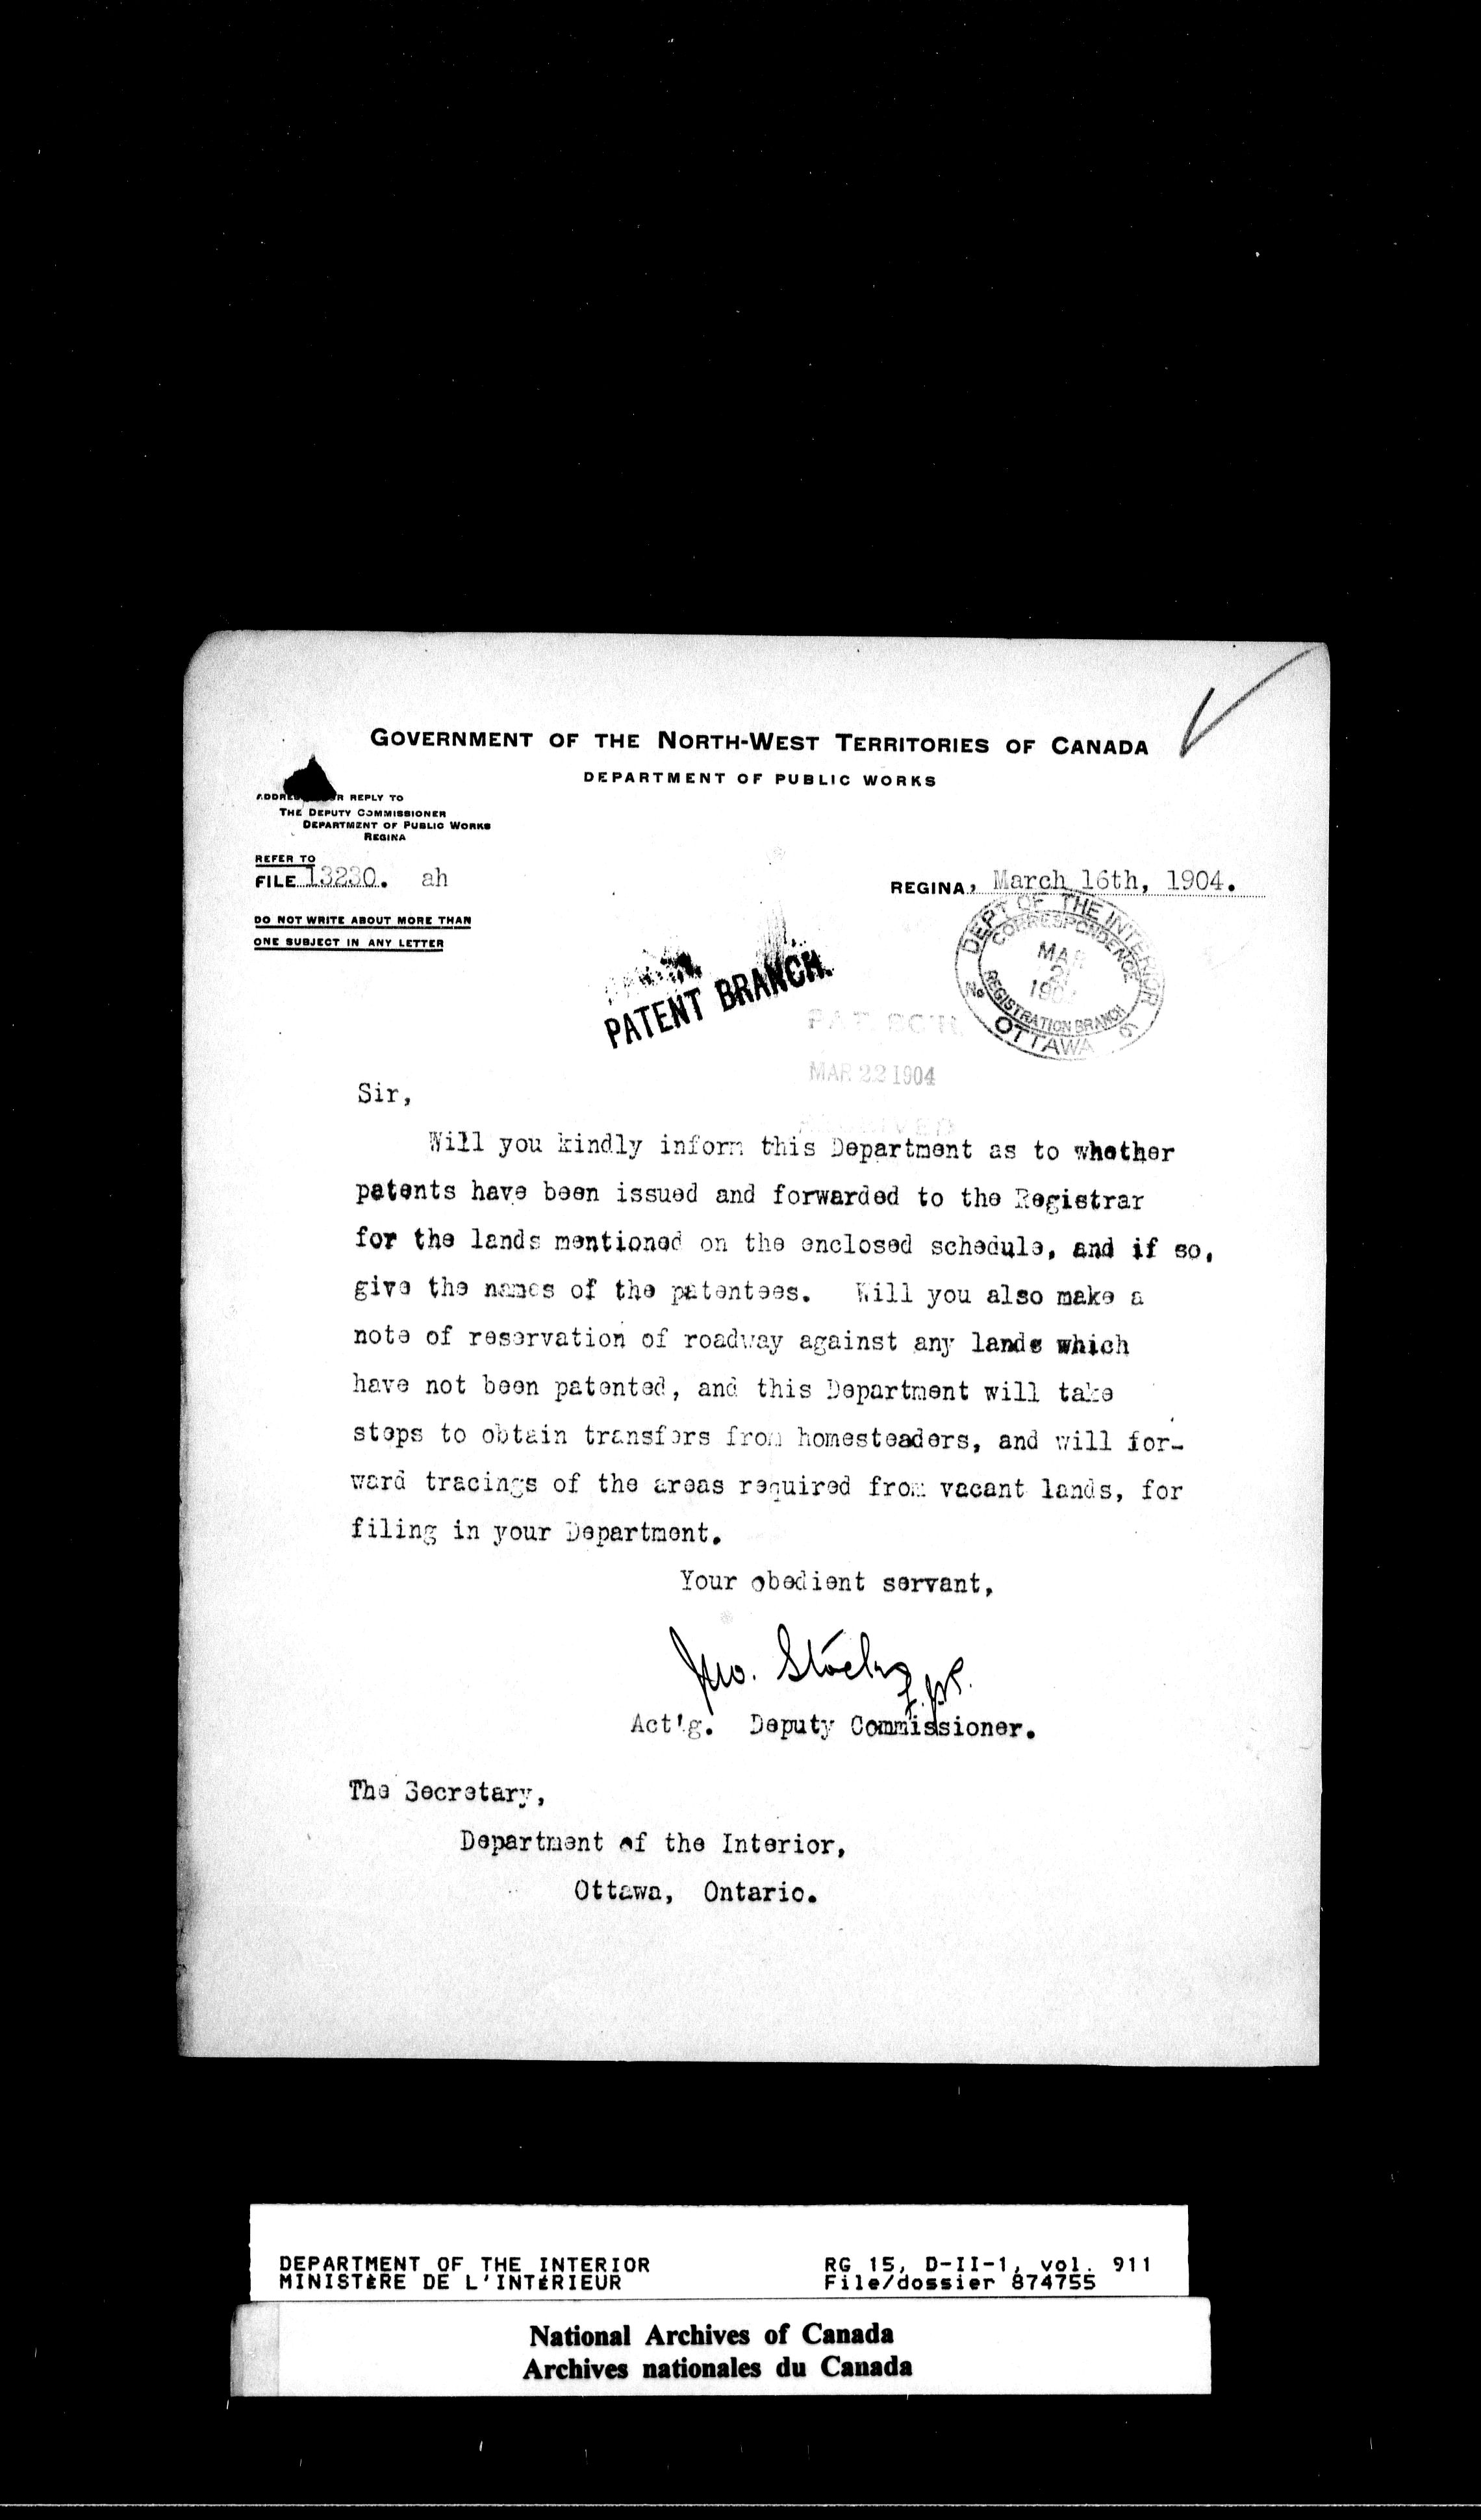 GOVERNMENT OF THE NORTH-WEST TERRITORIES OF CANADA
DEPARTMENT OF PUBLIC WORKS
REPLY TO
THE DEPUTY COMMISSIONER
DEPARTMENT OF PUBLIC WORKS
REGINA
REFER TO
FILE 13230. ah
REGINA, March 16th, 1904.
DO NOT WRITE ABOUT MORE THAN
ONE SUBJECT IN ANY LETTER
DEPT OF THE INTERIOR
CORRESPONDENCE
MAR
REGISTRATION BRANCH
No
6
OTTAWA
PATENT BRANCH.
MAR 22 1904
Sir,
Will you kindly inform this Department as to whether
patents have been issued and forwarded to the Registrar
for the lands mentioned on the enclosed schedule, and if so,
give the names of the patentees. Will you also make a
note of reservation of roadway against any lands which
have not been patented, and this Department will take
steps to obtain transfers from homesteaders, and will for-
ward tracings of the areas required from vacant lands, for
filing in your Department.
Your obedient servant,
Jno. Stocks
Act'g. Deputy Commissioner.
The Secretary,
Department of the Interior,
Ottawa, Ontario.
DEPARTMENT OF THE INTERIOR RG 15, D-II-1, vol. 911
MINISTÈRE DE L'INTÉRIEUR File/dossier 874755
National Archives of Canada
Archives nationales du Canada